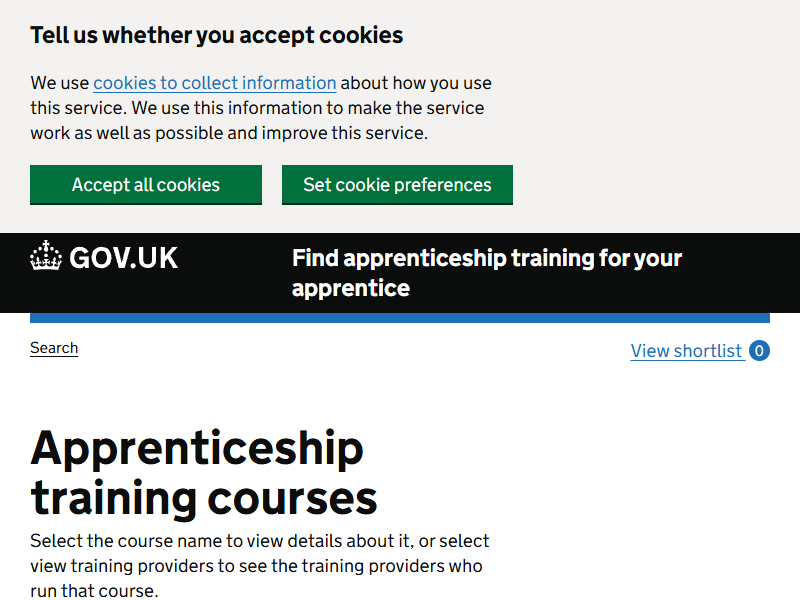 Tell us whether you accept cookies
We use cookies to collect information about how you use
this service. We use this information to make the service
work as well as possible and improve this service.
Accept all cookies
Set cookie preferences
GOV.UK
Find apprenticeship training for your
apprentice
Search
View shortlist 0
Apprenticeship
training courses
Select the course name to view details about it, or select
view training providers to see the training providers who
run that course.